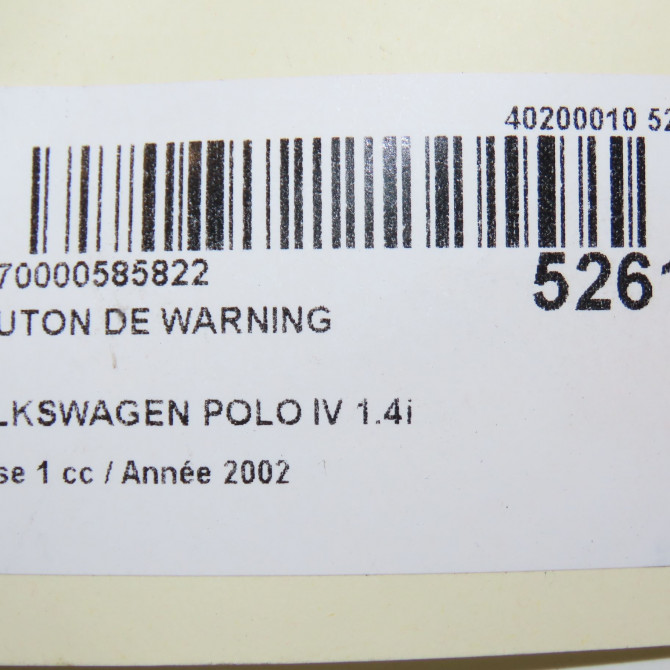 40200010 52
70000585822
5261
UTON DE WARNING
LKSWAGEN POLO IV 1.4i
se 1 cc / Année 2002